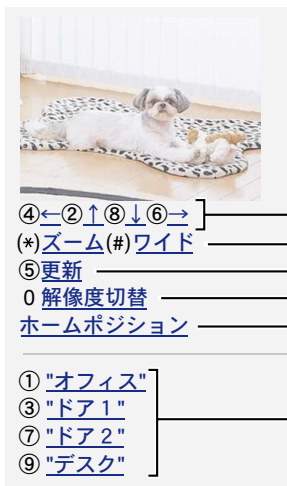 ④←②↑⑧↓⑥→
(*)ズーム(#)ワイド
⑤更新
0 解像度切替
ホームポジション
① "オフィス"
③ "ドア1"
⑦ "ドア2"
⑨ "デスク"